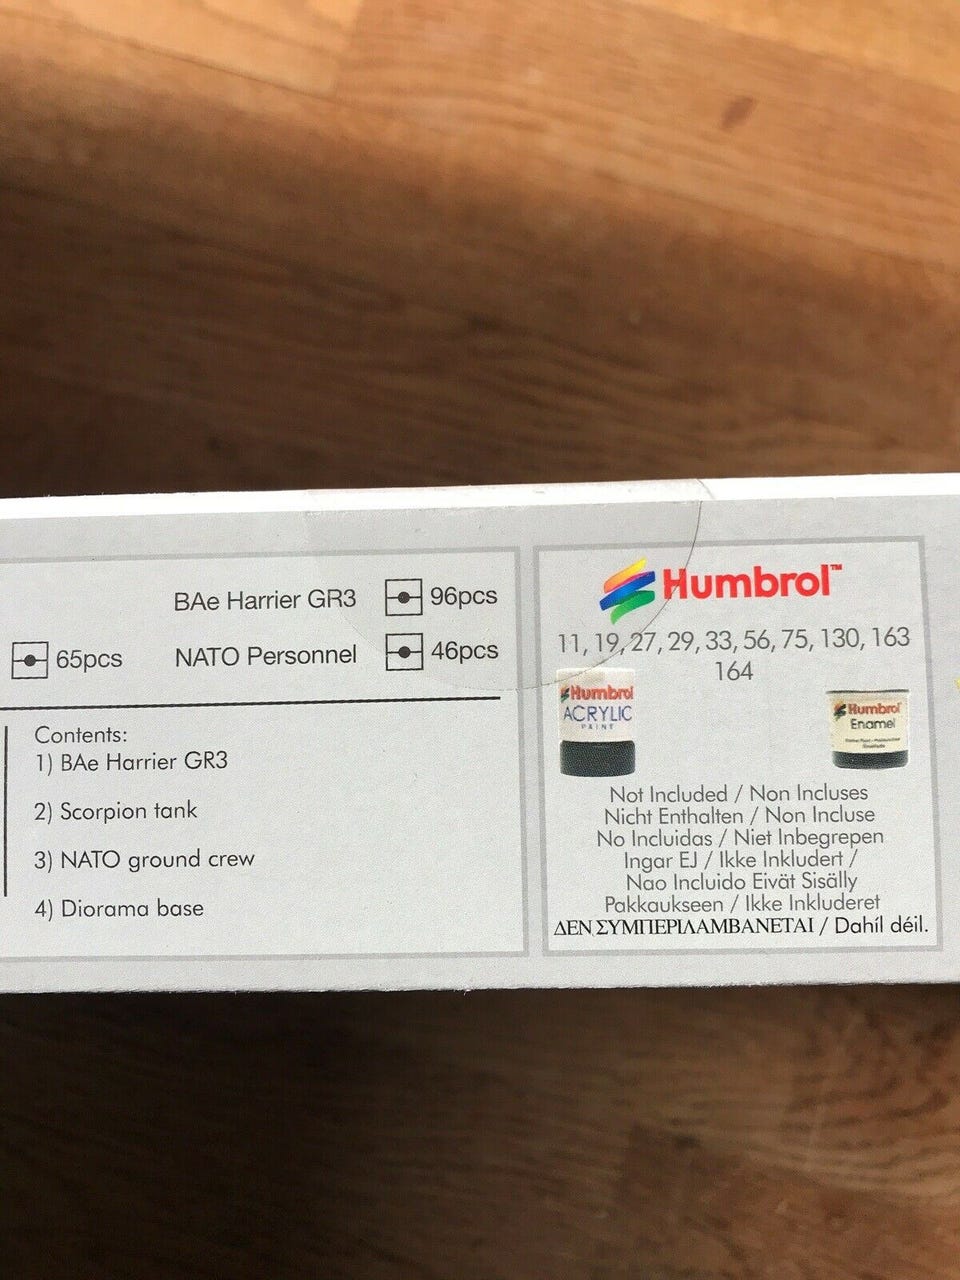 BAe Harrier GR3 96pcs
65pcs NATO Personnel 46pcs
Contents:
1) BAe Harrier GR3
2) Scorpion tank
3) NATO ground crew
4) Diorama base
Humbrol™
11, 19, 27, 29, 33, 56, 75, 130, 163
164
Humbrol
ACRYLIC
PAINT
Humbrol
Enamel
Not Included / Non Incluses
Nicht Enthalten / Non Incluse
No Incluidas / Niet Inbegrepen
Ingar EJ / Ikke Inkludert /
Nao Incluido Eivät Sisälly
Pakkaukseen / Ikke Inkluderet
ΔΕΝ ΣΥΜΠΕΡΙΛΑΜΒΑΝΕΤΑΙ / Dahíl déil.